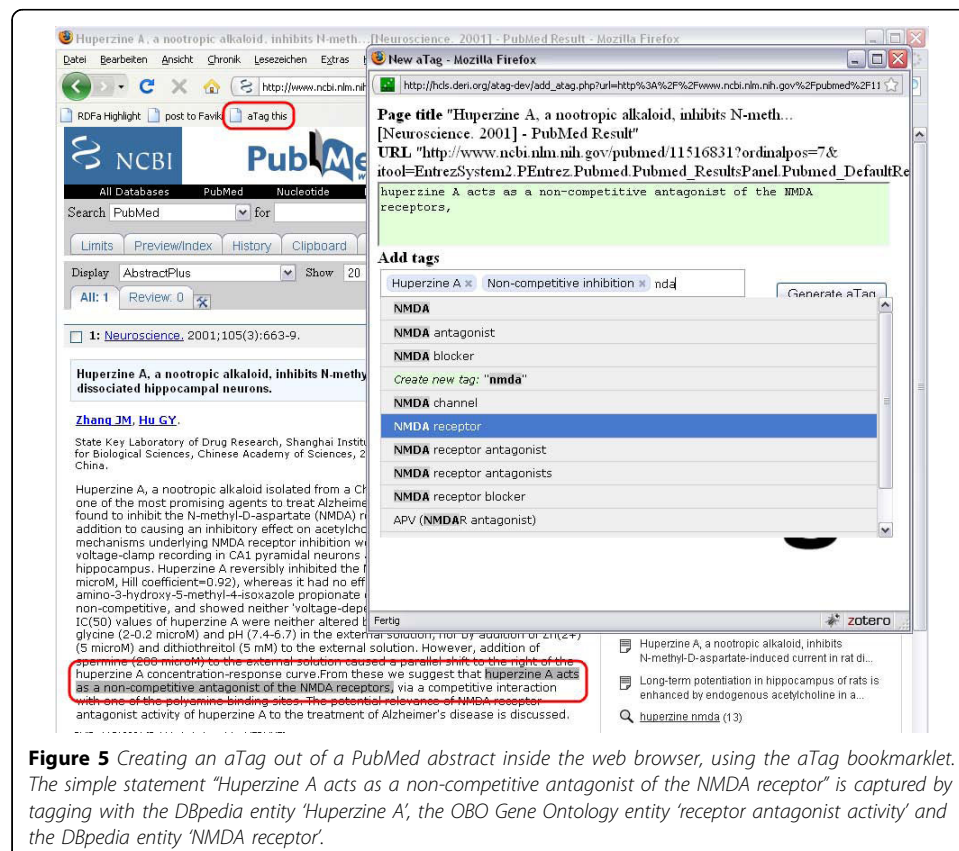 Huperzine A, a nootropic alkaloid, inhibits N-meth...[Neuroscience. 2001] - PubMed Result - Mozilla Firefox
Datei Bearbeiten Ansicht Chronik Lesezeichen Extras
http://www.ncbi.nlm.nih
RDFa Highlight post to Faviki aTag this
NCBI PubMe
All Databases PubMed Nucleotide
Search PubMed for
Limits Preview/Index History Clipboard
Display AbstractPlus Show 20
All: 1 Review: 0
1: Neuroscience. 2001;105(3):663-9.
Huperzine A, a nootropic alkaloid, inhibits N-methy
dissociated hippocampal neurons.
Zhang JM, Hu GY.
State Key Laboratory of Drug Research, Shanghai Institu
for Biological Sciences, Chinese Academy of Sciences, 2
China.
Huperzine A, a nootropic alkaloid isolated from a Ch
one of the most promising agents to treat Alzheime
found to inhibit the N-methyl-D-aspartate (NMDA) r
addition to causing an inhibitory effect on acetylcho
mechanisms underlying NMDA receptor inhibition w
voltage-clamp recording in CA1 pyramidal neurons
hippocampus. Huperzine A reversibly inhibited the
microM, Hill coefficient=0.92), whereas it had no eff
amino-3-hydroxy-5-methyl-4-isoxazole propionate
non-competitive, and showed neither 'voltage-depe
IC(50) values of huperzine A were neither altered b
glycine (2-0.2 microM) and pH (7.4-6.7) in the external solution, nor by addition of Zn(2+)
(5 microM) and dithiothreitol (5 mM) to the external solution. However, addition of
spermine (200 microM) to the external solution caused a parallel shift to the right of the
huperzine A concentration-response curve.From these we suggest that huperzine A acts
as a non-competitive antagonist of the NMDA receptors, via a competitive interaction
with one of the polyamine binding sites. The potential relevance of NMDA receptor
antagonist activity of huperzine A to the treatment of Alzheimer's disease is discussed.
New aTag - Mozilla Firefox
http://hcls.deri.org/atag-dev/add_atag.php?url=http%3A%2F%2Fwww.ncbi.nlm.nih.gov%2Fpubmed%2F11
Page title "Huperzine A, a nootropic alkaloid, inhibits N-meth...
[Neuroscience. 2001] - PubMed Result"
URL "http://www.ncbi.nlm.nih.gov/pubmed/11516831?ordinalpos=7&
itool=EntrezSystem2.PEntrez.Pubmed.Pubmed_ResultsPanel.Pubmed_DefaultRe
huperzine A acts as a non-competitive antagonist of the NMDA
receptors,
Add tags
Huperzine A × Non-competitive inhibition × nda
Generate aTag
NMDA
NMDA antagonist
NMDA blocker
Create new tag: "nmda"
NMDA channel
NMDA receptor
NMDA receptor antagonist
NMDA receptor antagonists
NMDA receptor blocker
APV (NMDAR antagonist)
Fertig zotero
Huperzine A, a nootropic alkaloid, inhibits
N-methyl-D-aspartate-induced current in rat di...
Long-term potentiation in hippocampus of rats is
enhanced by endogenous acetylcholine in a...
huperzine nmda (13)
Figure 5 Creating an aTag out of a PubMed abstract inside the web browser, using the aTag bookmarklet.
The simple statement “Huperzine A acts as a non-competitive antagonist of the NMDA receptor” is captured by
tagging with the DBpedia entity ‘Huperzine A’, the OBO Gene Ontology entity ‘receptor antagonist activity’ and
the DBpedia entity ‘NMDA receptor’.